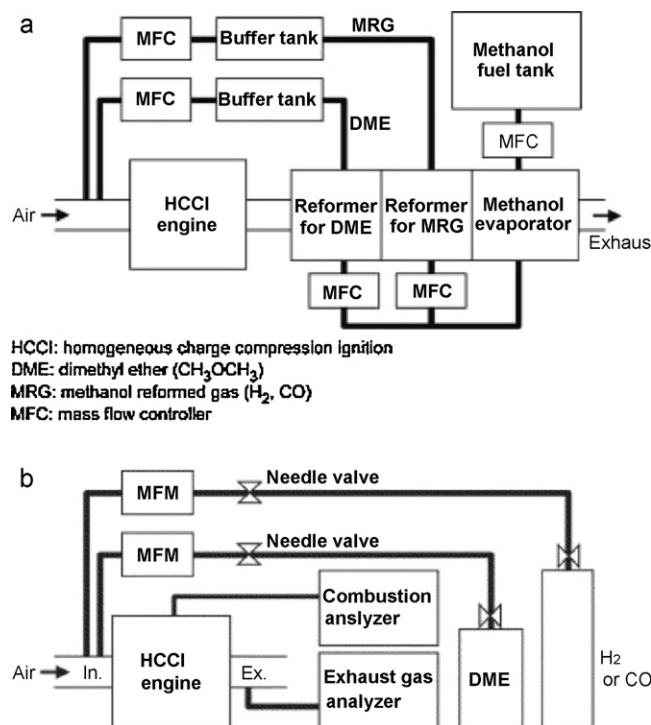 a
MFC
Buffer tank
MRG
Methanol
fuel tank
MFC
Buffer tank
DME
MFC
Air
HCCI
engine
Reformer
for DME
Reformer
for MRG
Methanol
evaporator
Exhaus
MFC
MFC
HCCI: homogeneous charge compression ignition
DME: dimethyl ether (CH3OCH3)
MRG: methanol reformed gas (H2, CO)
MFC: mass flow controller
b
MFM
Needle valve
MFM
Needle valve
Combustion
anslyzer
Air
In.
HCCI
engine
Ex.
Exhaust gas
analyzer
DME
H2
or CO